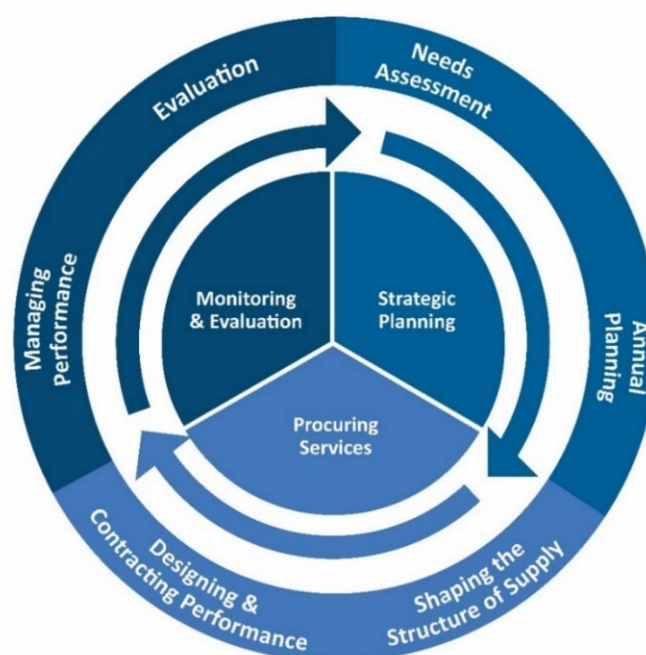 Needs
Assessment
Annual
Planning
Shaping the
Structure of Supply
Designing &
Contracting Performance
Managing
Performance
Evaluation
Strategic
Planning
Procuring
Services
Monitoring
& Evaluation